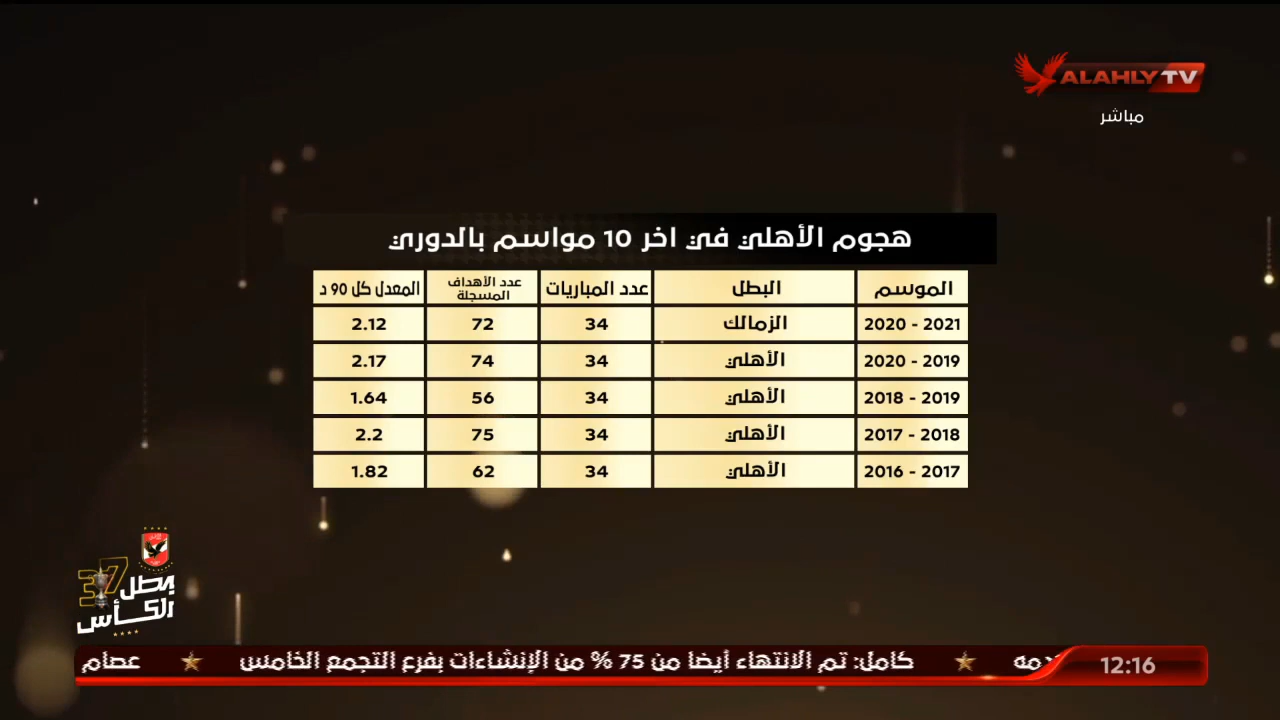 ALAHLY TV
مباشر
هجوم الأهلي في اخر 10 مواسم بالدوري
الموسم البطل عدد المباريات عدد الأهداف المسجلة المعدل كل 90 د
2020 - 2021 الزمالك 34 72 2.12
2020 - 2019 الأهلي 34 74 2.17
2018 - 2019 الأهلي 34 56 1.64
2017 - 2018 الأهلي 34 75 2.2
2016 - 2017 الأهلي 34 62 1.82
37
بطل
الكأس
12:16 كامل: تم الانتهاء أيضا من 75 % من الإنشاءات بفرع التجمع الخامس عصام